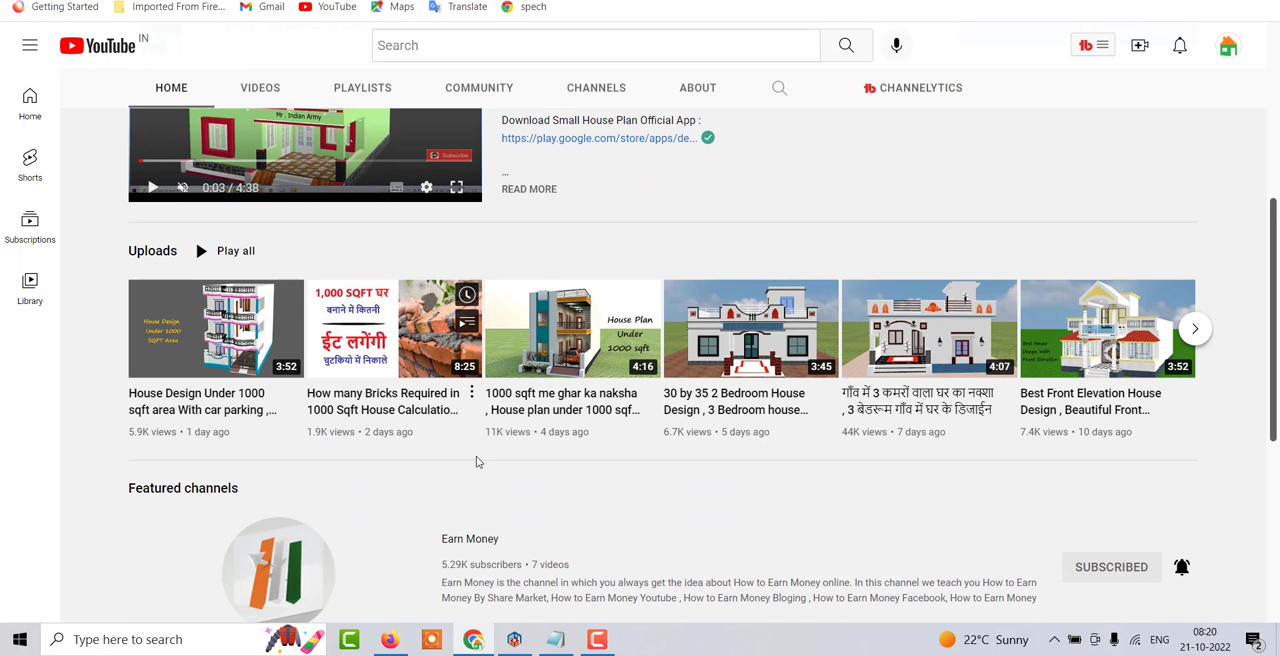 Getting Started
Imported From Fire...
Gmail
YouTube
Maps
Translate
spech
YouTube IN
Search
HOME
VIDEOS
PLAYLISTS
COMMUNITY
CHANNELS
ABOUT
CHANNELYTICS
Home
Shorts
Subscriptions
Library
Mr. Indian Army
Subscribe
0:03 / 4:38
Download Small House Plan Official App :
https://play.google.com/store/apps/de...
...
READ MORE
Uploads
Play all
House Design
Under 1000
SQFT Area
3:52
1,000 SQFT घर
बनाने में कितनी
ईट लगेंगी
चुटकियो में निकाले
8:25
House Plan
Under
1000 sqft
4:16
3:45
4:07
Best House
Design With
Front Elevation
3:52
House Design Under 1000
sqft area With car parking ,...
5.9K views • 1 day ago
How many Bricks Required in
1000 Sqft House Calculatio...
1.9K views • 2 days ago
1000 sqft me ghar ka naksha
, House plan under 1000 sqf...
11K views • 4 days ago
30 by 35 2 Bedroom House
Design , 3 Bedroom house...
6.7K views • 5 days ago
गाँव में 3 कमरों वाला घर का नक्शा
, 3 बेडरूम गाँव में घर के डिजाईन
44K views • 7 days ago
Best Front Elevation House
Design , Beautiful Front...
7.4K views • 10 days ago
Featured channels
Earn Money
5.29K subscribers • 7 videos
Earn Money is the channel in which you always get the idea about How to Earn Money online. In this channel we teach you How to Earn
Money By Share Market, How to Earn Money Youtube , How to Earn Money Bloging , How to Earn Money Facebook, How to Earn Money
SUBSCRIBED
Type here to search
22°C Sunny
ENG
08:20
21-10-2022
2